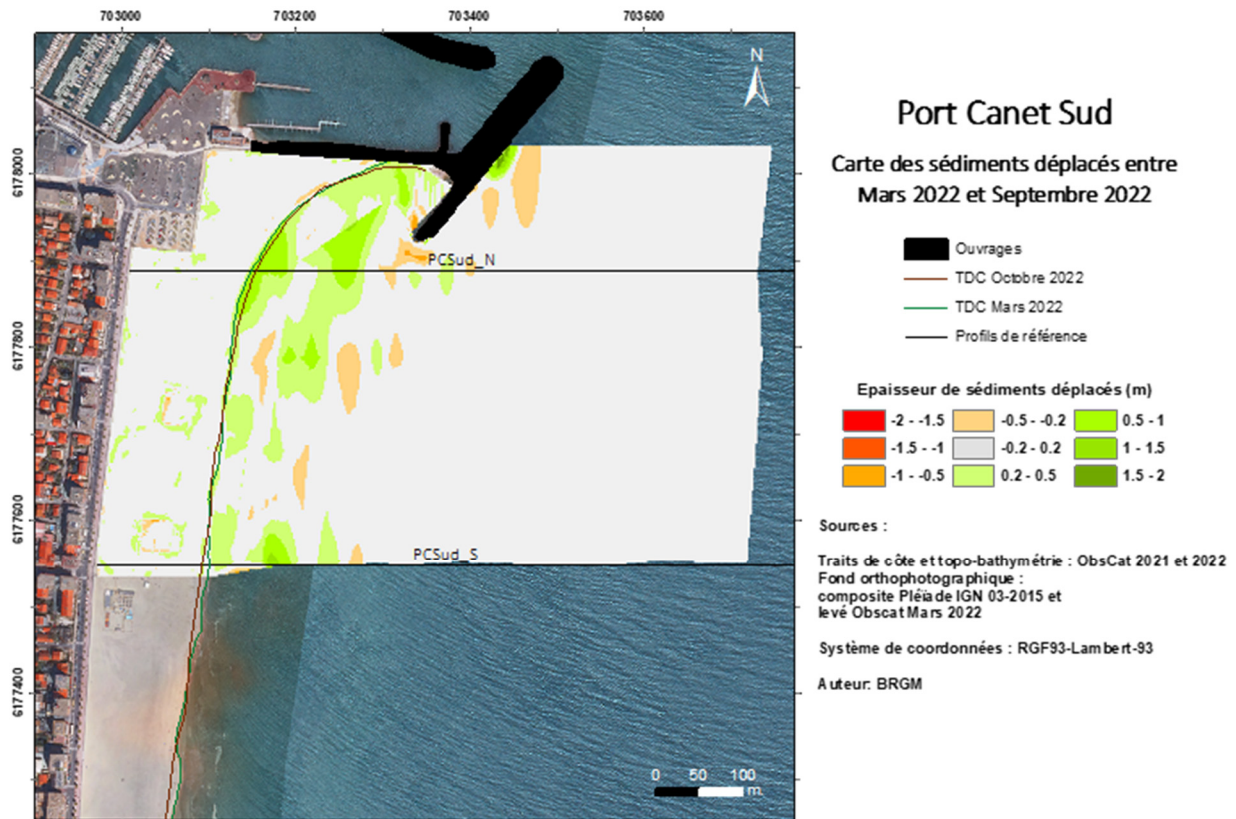 703000 703200 703400 703600
6178000
6177800
6177600
6177400
N
PCSud_N
PCSud_S
0 50 100
m
Port Canet Sud
Carte des sédiments déplacés entre
Mars 2022 et Septembre 2022
Ouvrages
TDC Octobre 2022
TDC Mars 2022
Profils de référence
Epaisseur de sédiments déplacés (m)
-2 - -1.5 -0.5 - -0.2 0.5 - 1
-1.5 - -1 -0.2 - 0.2 1 - 1.5
-1 - -0.5 0.2 - 0.5 1.5 - 2
Sources :
Traits de côte et topo-bathymétrie : ObsCat 2021 et 2022
Fond orthophotographique :
composite Pléiade IGN 03-2015 et
levé Obscat Mars 2022
Système de coordonnées : RGF93-Lambert-93
Auteur: BRGM